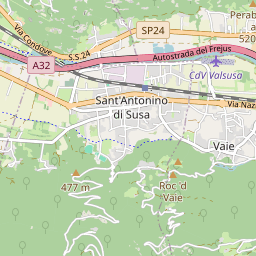 Perab
520
SP24
Via Condove
S.S.24
Autostrada del Frejus
A32
CdV Valsusa
Sant'Antonino
di Susa
Via Naz
Vaie
477 m
Roc d
Vaie